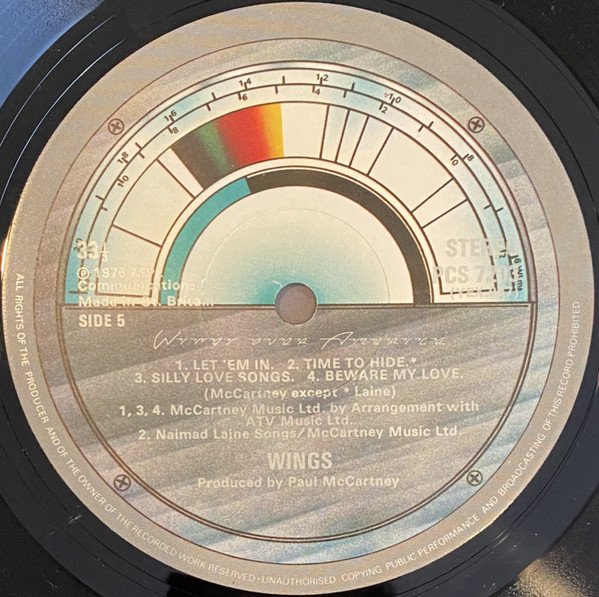 33⅓
STEREO
℗ 1976 MPL
Communications Inc.
Made in Gt. Britain
SIDE 5
Wings over America
1. LET 'EM IN. 2. TIME TO HIDE.*
3. SILLY LOVE SONGS. 4. BEWARE MY LOVE.
(McCartney except * Laine)
1, 3, 4. McCartney Music Ltd. by Arrangement with
ATV Music Ltd.
2. Naimad Laine Songs/McCartney Music Ltd.
WINGS
Produced by Paul McCartney
ALL RIGHTS OF THE PRODUCER AND OF THE OWNER OF THE RECORDED WORK RESERVED · UNAUTHORISED COPYING PUBLIC PERFORMANCE AND BROADCASTING OF THIS RECORD PROHIBITED